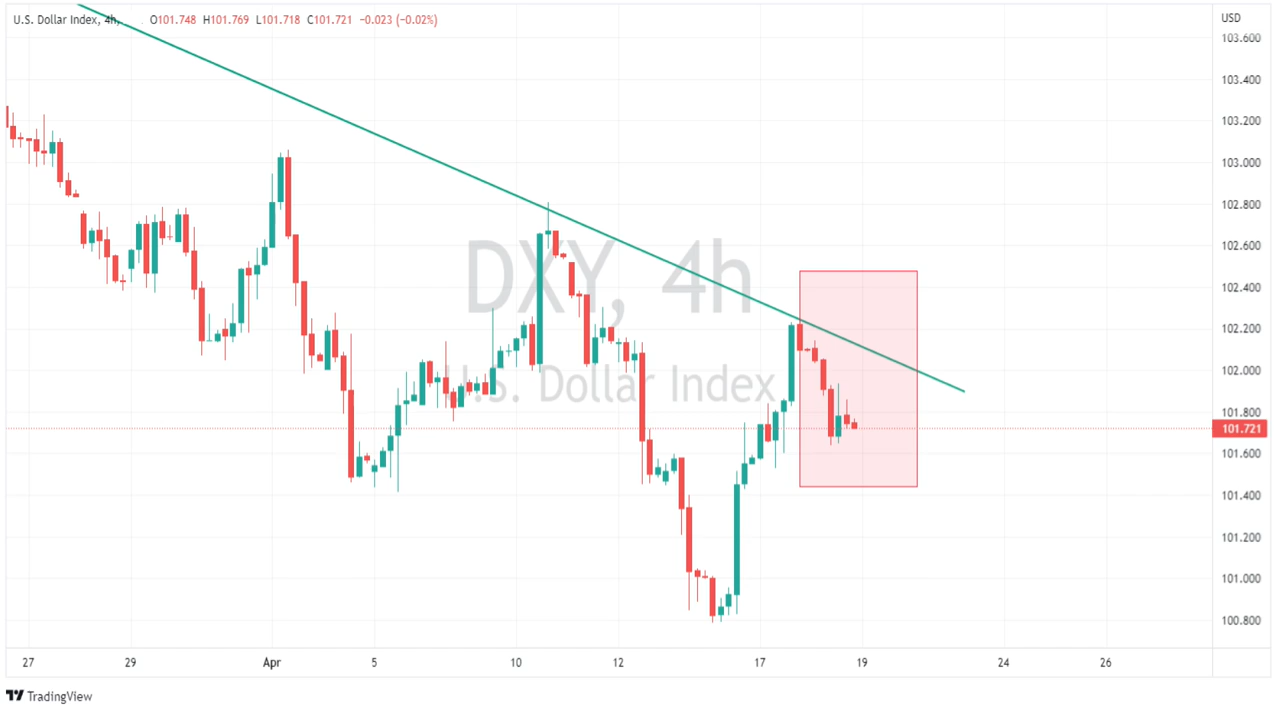 U.S. Dollar Index, 4h, O101.748 H101.769 L101.718 C101.721 −0.023 (−0.02%)
USD
103.600
103.400
103.200
103.000
102.800
102.600
102.400
102.200
102.000
101.800
101.721
101.600
101.400
101.200
101.000
100.800
DXY, 4h
U.S. Dollar Index
27 29 Apr 5 10 12 17 19 24 26
TradingView